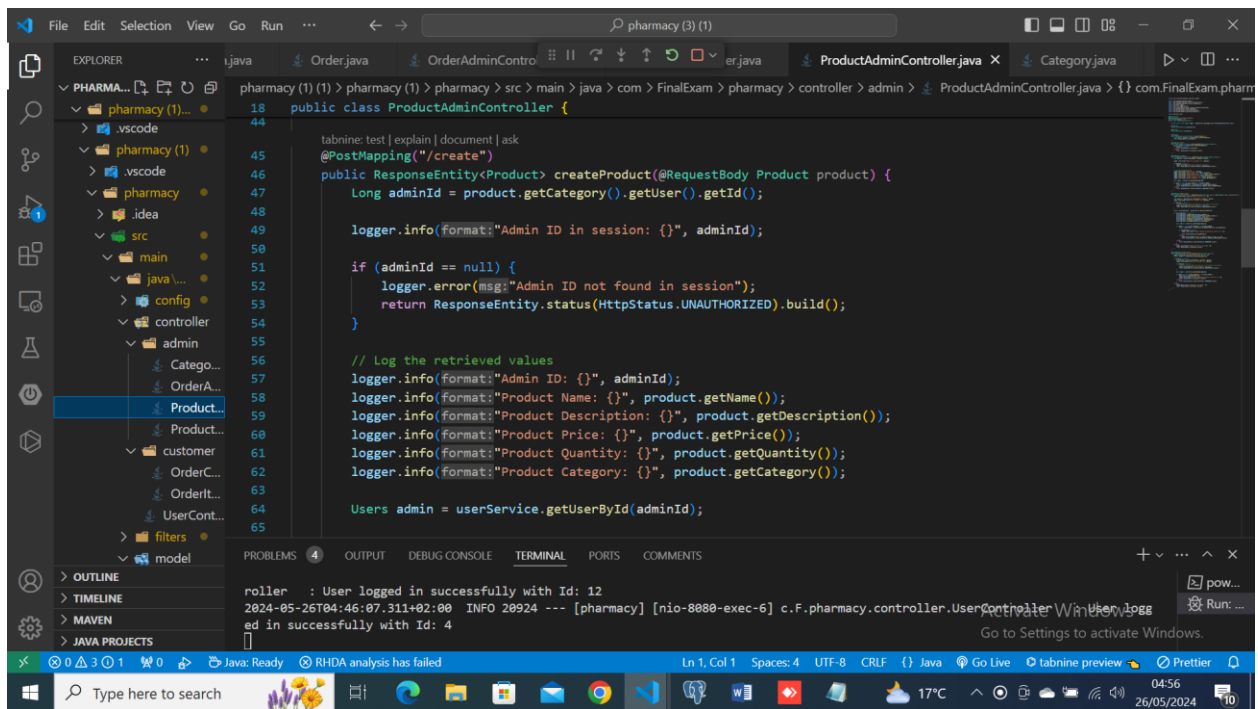 File Edit Selection View Go Run ··· pharmacy (3) (1)
EXPLORER ··· n.java Order.java OrderAdminContro er.java ProductAdminController.java Category.java ···
PHARMA... pharmacy (1) (1) > pharmacy (1) > pharmacy > src > main > java > com > FinalExam > pharmacy > controller > admin > ProductAdminController.java > {} com.FinalExam.pharm
pharmacy (1)...
.vscode
pharmacy (1)
.vscode
pharmacy
.idea
src
main
java\...
config
controller
admin
Catego...
OrderA...
Product...
Product...
customer
OrderC...
OrderIt...
UserCont...
filters
model
OUTLINE
TIMELINE
MAVEN
JAVA PROJECTS
18 public class ProductAdminController {
44
tabnine: test | explain | document | ask
45 @PostMapping("/create")
46 public ResponseEntity<Product> createProduct(@RequestBody Product product) {
47 Long adminId = product.getCategory().getUser().getId();
48
49 logger.info(format:"Admin ID in session: {}", adminId);
50
51 if (adminId == null) {
52 logger.error(msg:"Admin ID not found in session");
53 return ResponseEntity.status(HttpStatus.UNAUTHORIZED).build();
54 }
55
56 // Log the retrieved values
57 logger.info(format:"Admin ID: {}", adminId);
58 logger.info(format:"Product Name: {}", product.getName());
59 logger.info(format:"Product Description: {}", product.getDescription());
60 logger.info(format:"Product Price: {}", product.getPrice());
61 logger.info(format:"Product Quantity: {}", product.getQuantity());
62 logger.info(format:"Product Category: {}", product.getCategory());
63
64 Users admin = userService.getUserById(adminId);
65
PROBLEMS 4 OUTPUT DEBUG CONSOLE TERMINAL PORTS COMMENTS
roller : User logged in successfully with Id: 12
2024-05-26T04:46:07.311+02:00 INFO 20924 --- [pharmacy] [nio-8080-exec-6] c.F.pharmacy.controller.UserController : User logg
ed in successfully with Id: 4
pow...
Run: ...
Activate Windows
Go to Settings to activate Windows.
1
0 3 1 0 Java: Ready RHDA analysis has failed Ln 1, Col 1 Spaces: 4 UTF-8 CRLF {} Java Go Live tabnine preview Prettier
Type here to search 17°C 04:56
26/05/2024 10